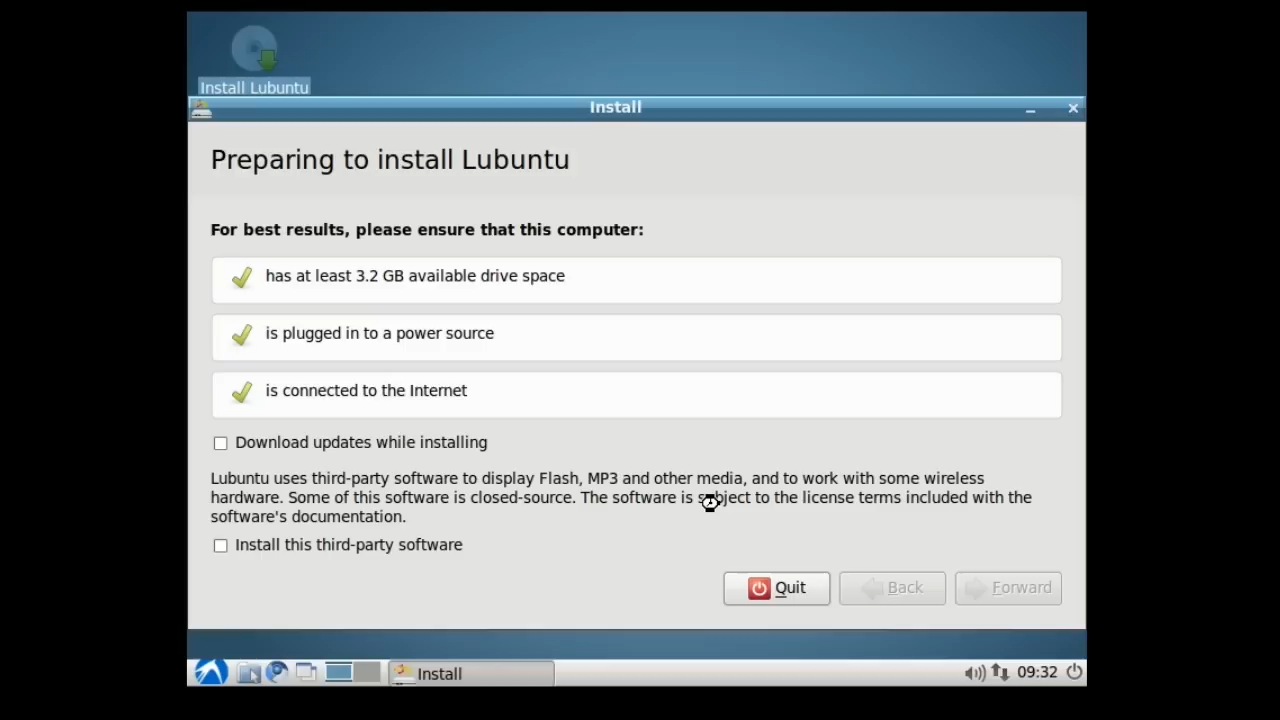 Install Lubuntu
Install
Preparing to install Lubuntu
For best results, please ensure that this computer:
has at least 3.2 GB available drive space
is plugged in to a power source
is connected to the Internet
Download updates while installing
Lubuntu uses third-party software to display Flash, MP3 and other media, and to work with some wireless
hardware. Some of this software is closed-source. The software is subject to the license terms included with the
software's documentation.
Install this third-party software
Quit Back Forward
Install 09:32